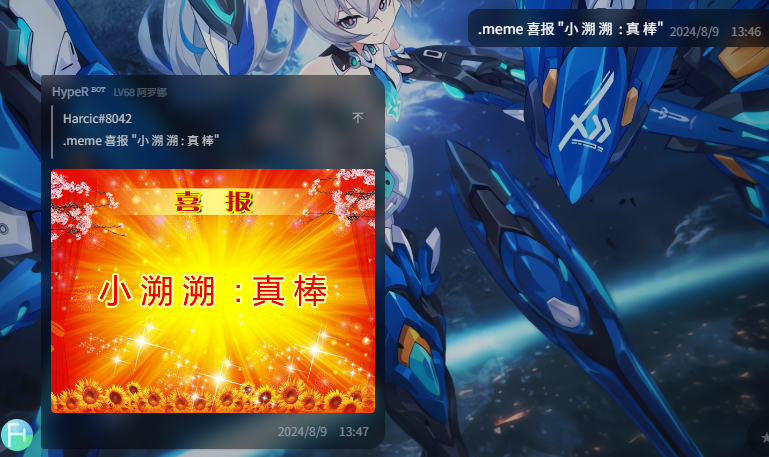 .meme 喜报 "小 溯 溯 : 真 棒" 2024/8/9 13:46
HypeR BOT LV68 阿罗娜
Harcic#8042
.meme 喜报 "小 溯 溯 : 真 棒"
喜 报
小 溯 溯 : 真 棒
2024/8/9 13:47